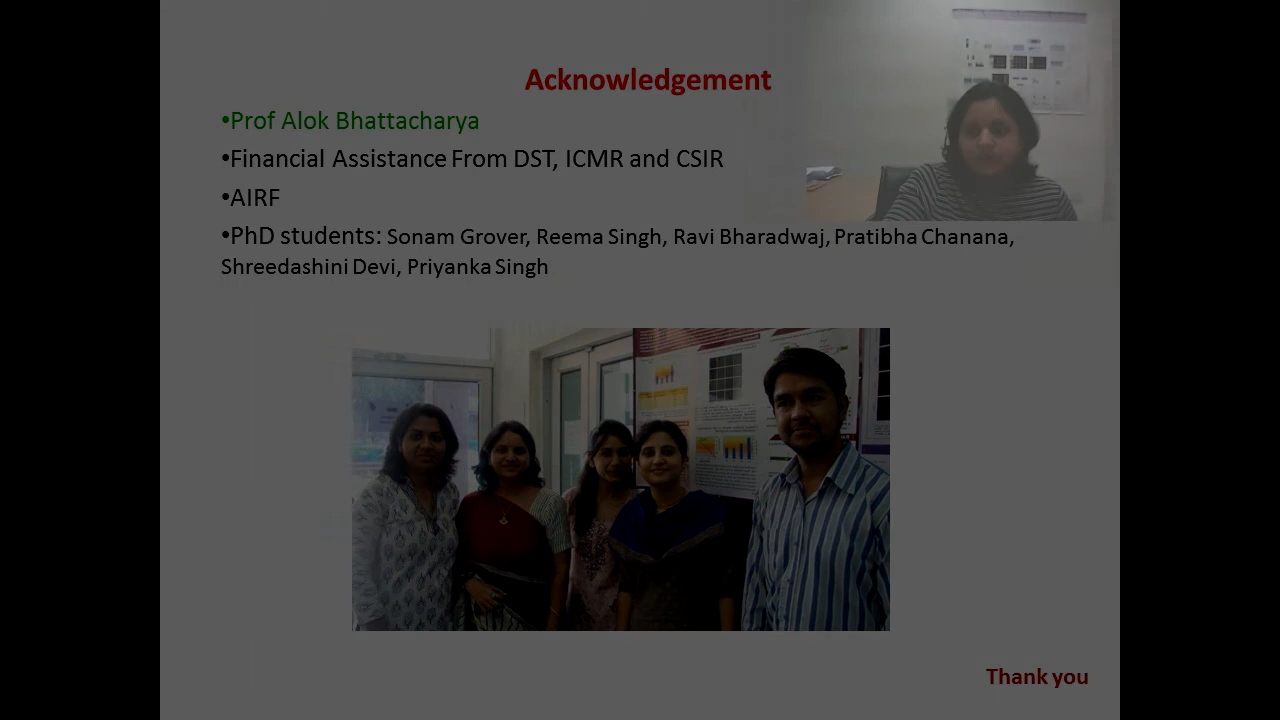 Acknowledgement
•Prof Alok Bhattacharya
•Financial Assistance From DST, ICMR and CSIR
•AIRF
•PhD students: Sonam Grover, Reema Singh, Ravi Bharadwaj, Pratibha Chanana,
Shreedashini Devi, Priyanka Singh
Thank you